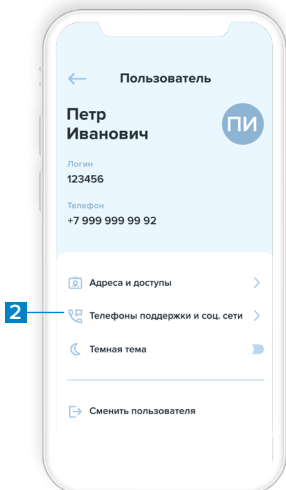 Пользователь
Петр
Иванович
ПИ
Логин
123456
Телефон
+7 999 999 99 92
Адреса и доступы
2
Телефоны поддержки и соц. сети
Темная тема
Сменить пользователя